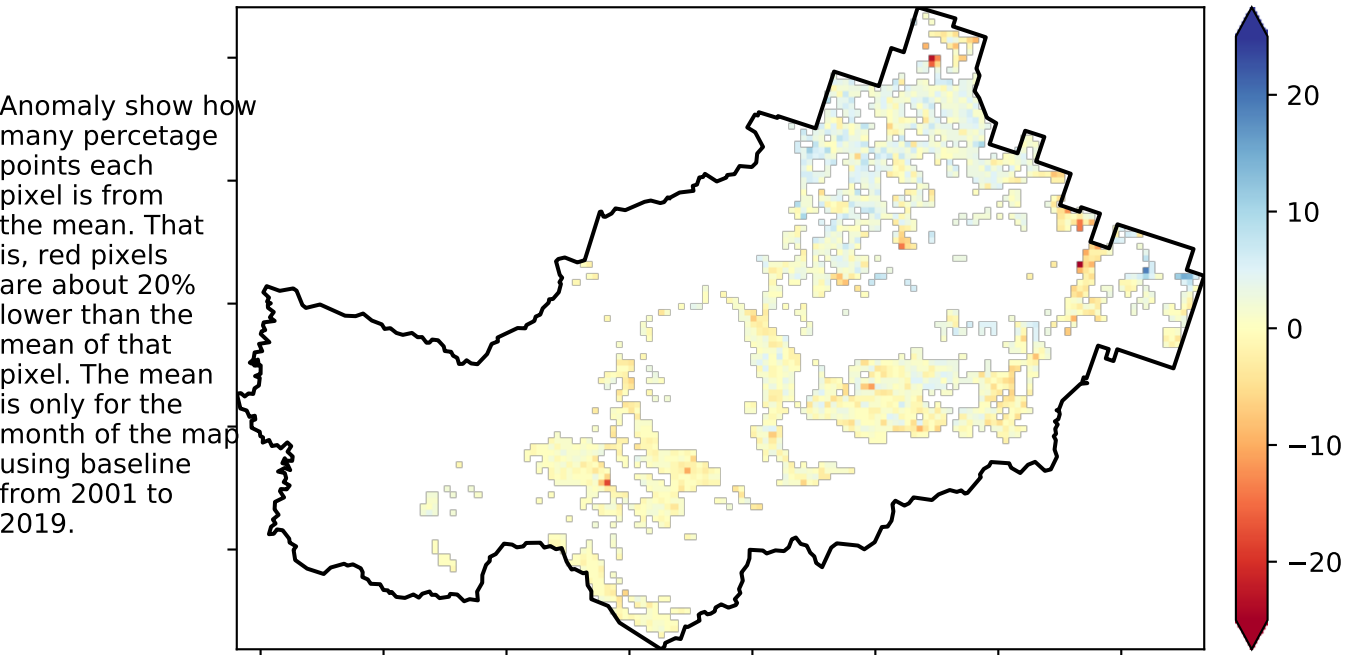 Anomaly show how
many percetage
points each
pixel is from
the mean. That
is, red pixels
are about 20%
lower than the
mean of that
pixel. The mean
is only for the
month of the map
using baseline
from 2001 to
2019.
20
10
0
−10
−20